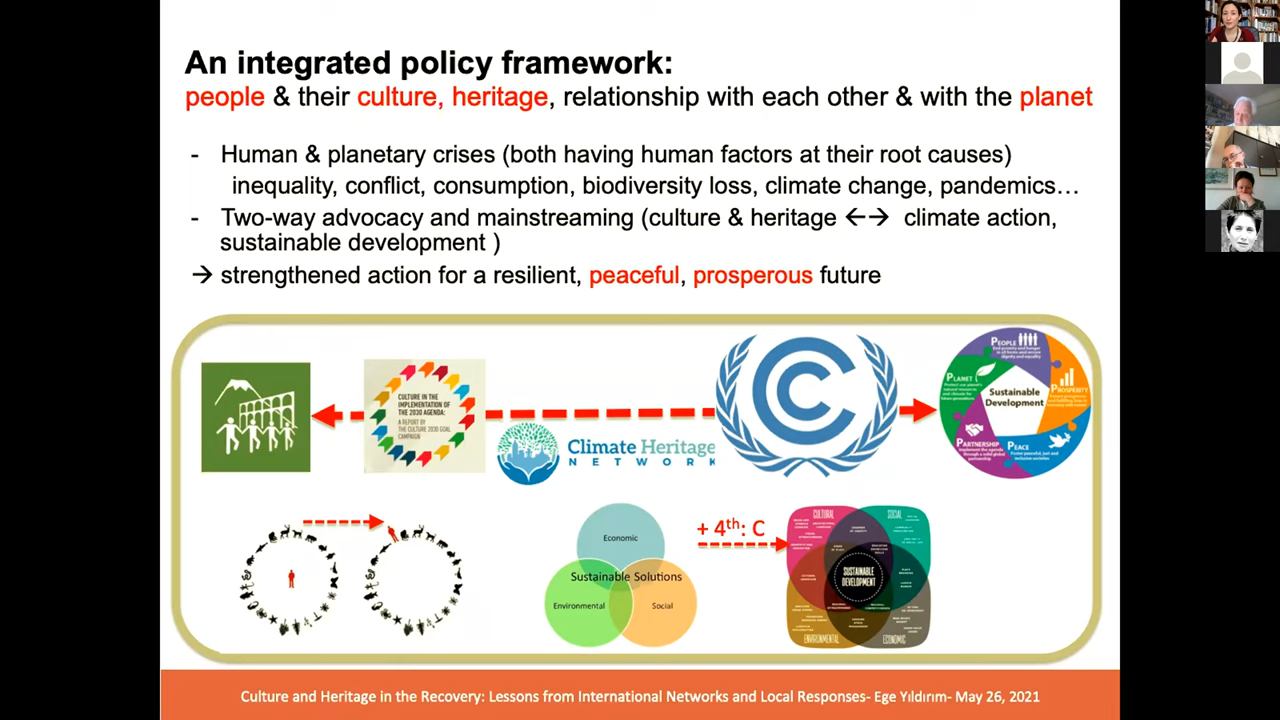 An integrated policy framework:
people & their culture, heritage, relationship with each other & with the planet
- Human & planetary crises (both having human factors at their root causes)
inequality, conflict, consumption, biodiversity loss, climate change, pandemics…
- Two-way advocacy and mainstreaming (culture & heritage ←→ climate action,
sustainable development )
→ strengthened action for a resilient, peaceful, prosperous future
CULTURE IN THE
IMPLEMENTATION OF
THE 2030 AGENDA:
A REPORT BY
THE CULTURE 2030 GOAL
CAMPAIGN
Climate Heritage
NETWORK
PEOPLE
PLANET
PROSPERITY
Sustainable
Development
PARTNERSHIP
PEACE
Economic
Sustainable Solutions
Environmental
Social
+ 4th: C
CULTURAL
SOCIAL
SUSTAINABLE
DEVELOPMENT
ENVIRONMENTAL
ECONOMIC
Culture and Heritage in the Recovery: Lessons from International Networks and Local Responses- Ege Yıldırım- May 26, 2021